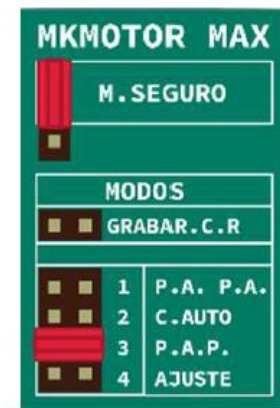 MKMOTOR MAX
M.SEGURO
MODOS
GRABAR.C.R
1 P.A. P.A.
2 C.AUTO
3 P.A.P.
4 AJUSTE